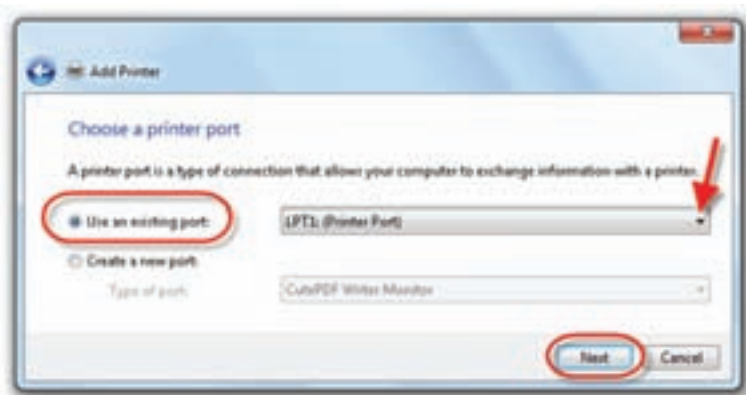 Add Printer
Choose a printer port
A printer port is a type of connection that allows your computer to exchange information with a printer.
Use an existing port: LPT1: (Printer Port)
Create a new port:
Type of port: CutePDF Writer Monitor
Next Cancel